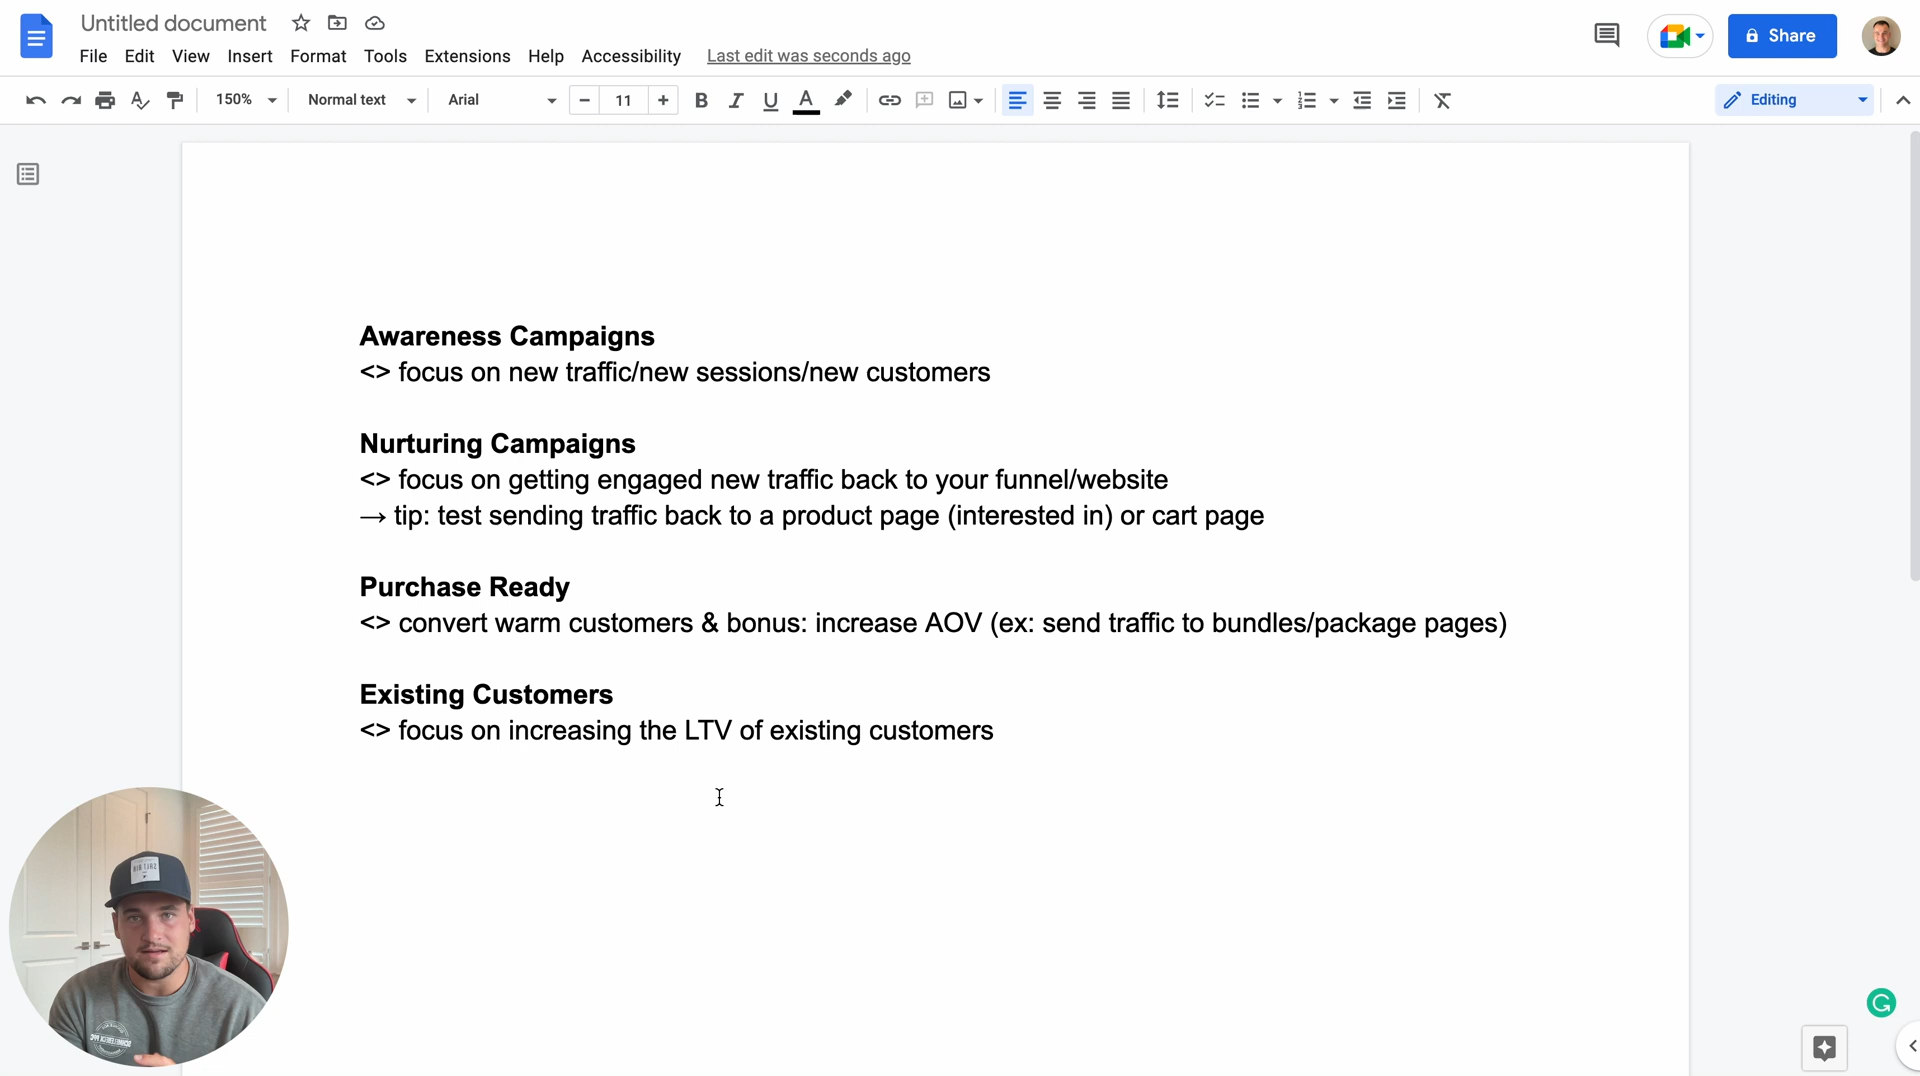 Untitled document
File Edit View Insert Format Tools Extensions Help Accessibility Last edit was seconds ago
Share
150% Normal text Arial − 11 + B I U A
Editing
Awareness Campaigns
<> focus on new traffic/new sessions/new customers
Nurturing Campaigns
<> focus on getting engaged new traffic back to your funnel/website
→ tip: test sending traffic back to a product page (interested in) or cart page
Purchase Ready
<> convert warm customers & bonus: increase AOV (ex: send traffic to bundles/package pages)
Existing Customers
<> focus on increasing the LTV of existing customers